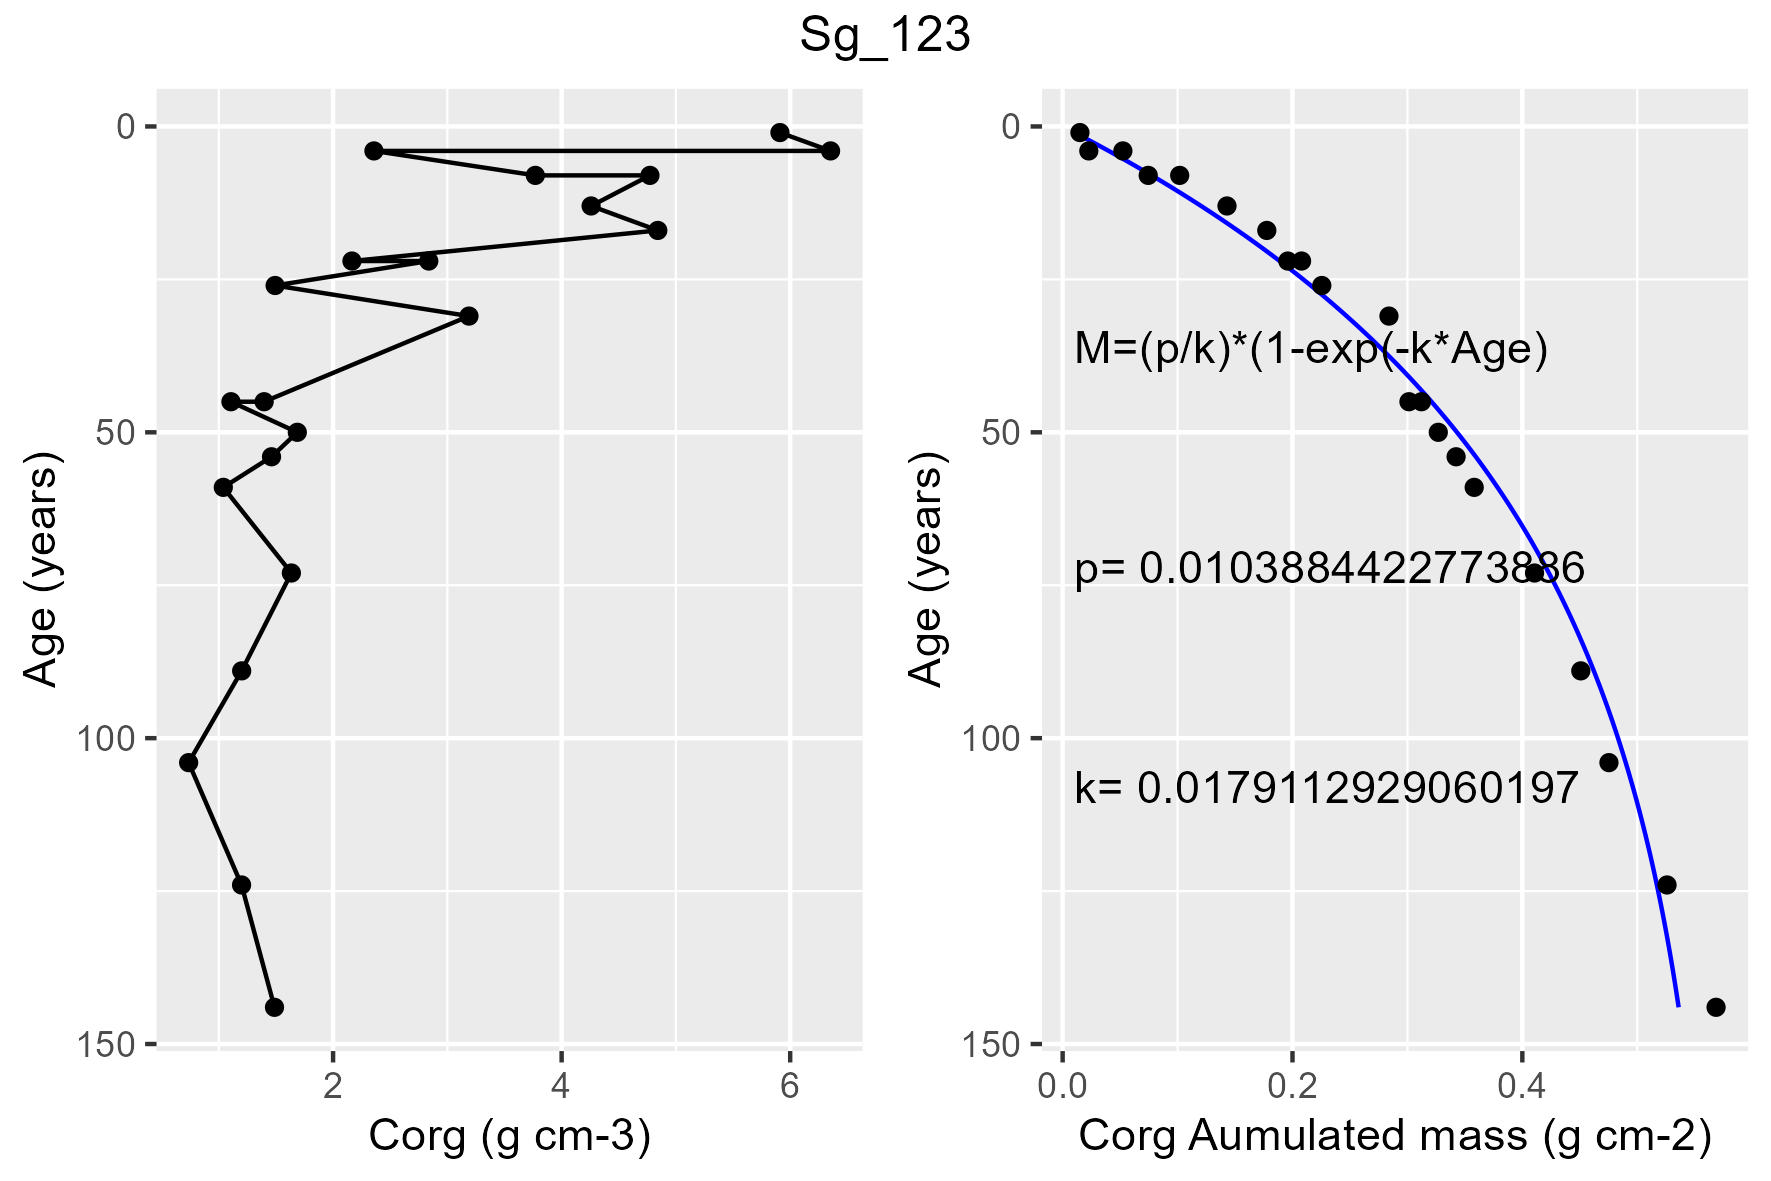 Sg_123
0
50
100
150
Age (years)
2
4
6
Corg (g cm-3)
0
50
100
150
Age (years)
M=(p/k)*(1-exp(-k*Age)
p= 0.0103884422773886
k= 0.0179112929060197
0.0
0.2
0.4
Corg Aumulated mass (g cm-2)